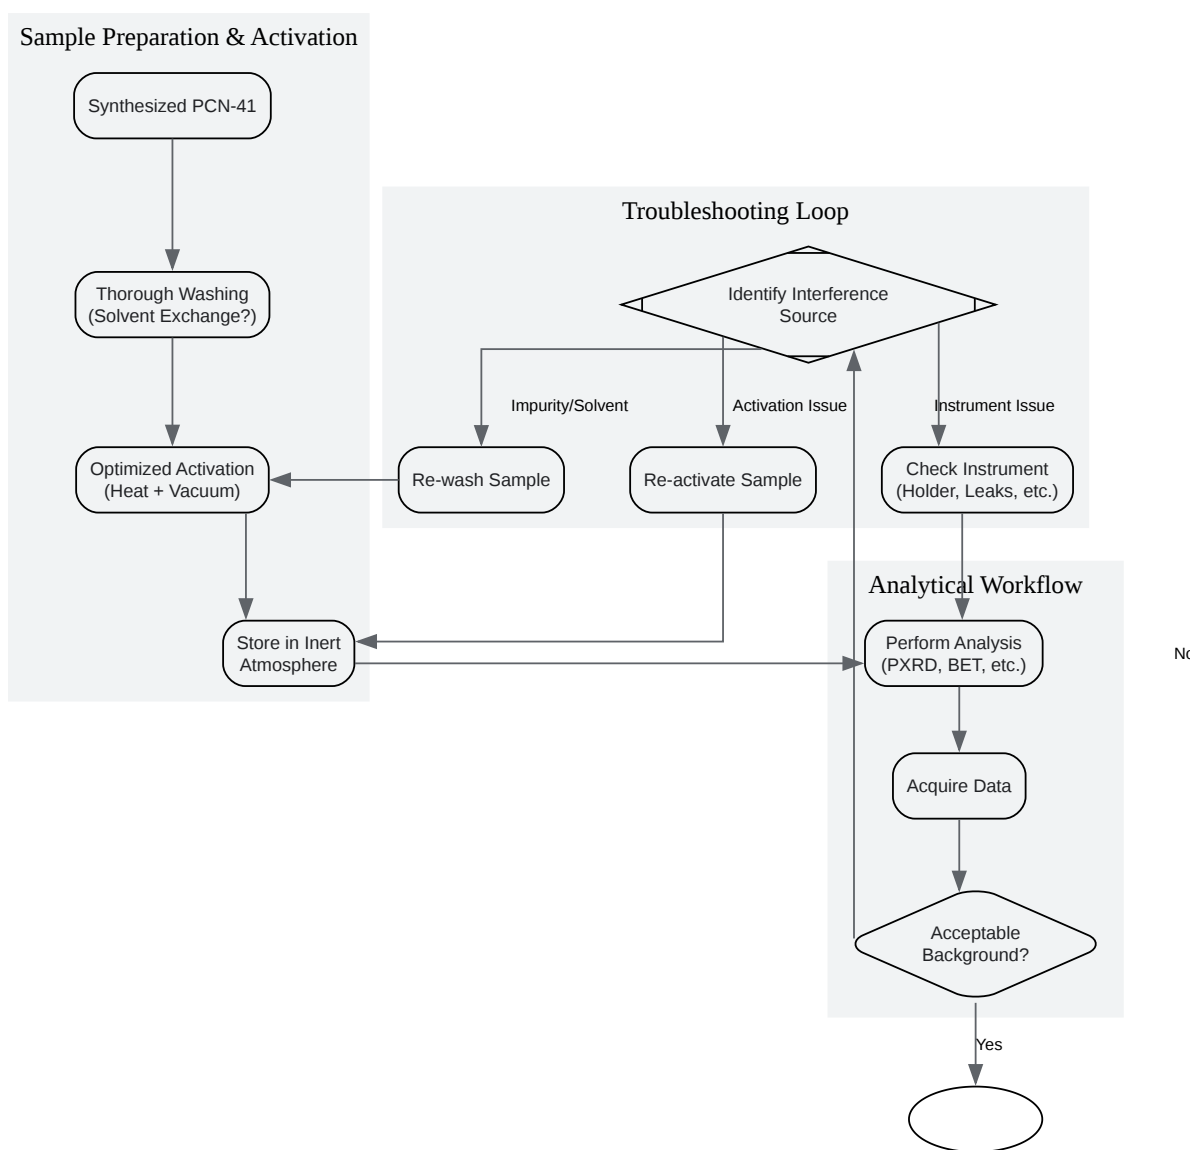 Sample Preparation & Activation
Synthesized PCN-41
Thorough Washing
(Solvent Exchange?)
Optimized Activation
(Heat + Vacuum)
Store in Inert
Atmosphere
Troubleshooting Loop
Identify Interference
Source
Impurity/Solvent
Activation Issue
Instrument Issue
Re-wash Sample
Re-activate Sample
Check Instrument
(Holder, Leaks, etc.)
Analytical Workflow
Perform Analysis
(PXRD, BET, etc.)
No
Acquire Data
Acceptable
Background?
Yes